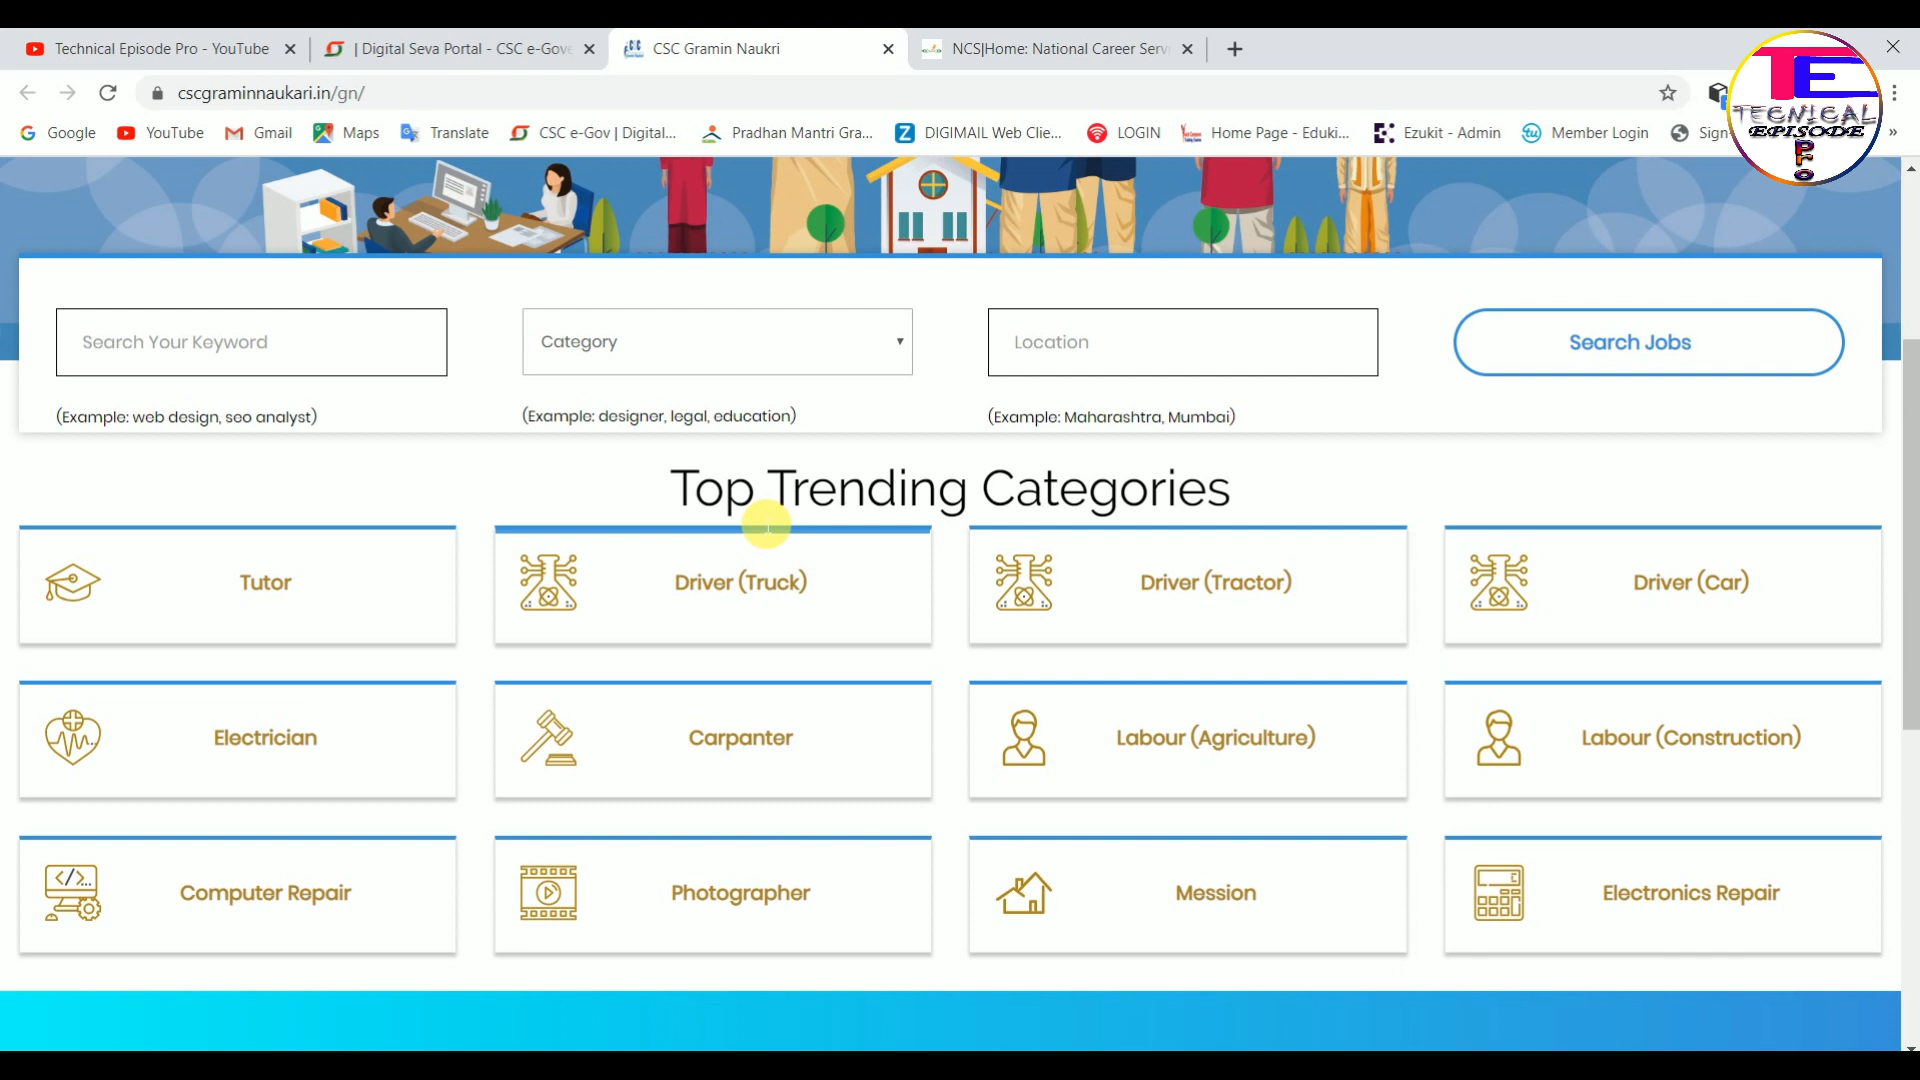 Technical Episode Pro - YouTube
| Digital Seva Portal - CSC e-Gove
CSC Gramin Naukri
NCS|Home: National Career Serv
cscgraminnaukari.in/gn/
Google
YouTube
Gmail
Maps
Translate
CSC e-Gov | Digital...
Pradhan Mantri Gra...
DIGIMAIL Web Clie...
LOGIN
Home Page - Eduki...
Ezukit - Admin
Member Login
Sign
TE
TECNICAL
EPISODE
Pro
Search Your Keyword
Category
Location
Search Jobs
(Example: web design, seo analyst)
(Example: designer, legal, education)
(Example: Maharashtra, Mumbai)
Top Trending Categories
Tutor
Driver (Truck)
Driver (Tractor)
Driver (Car)
Electrician
Carpanter
Labour (Agriculture)
Labour (Construction)
Computer Repair
Photographer
Mession
Electronics Repair